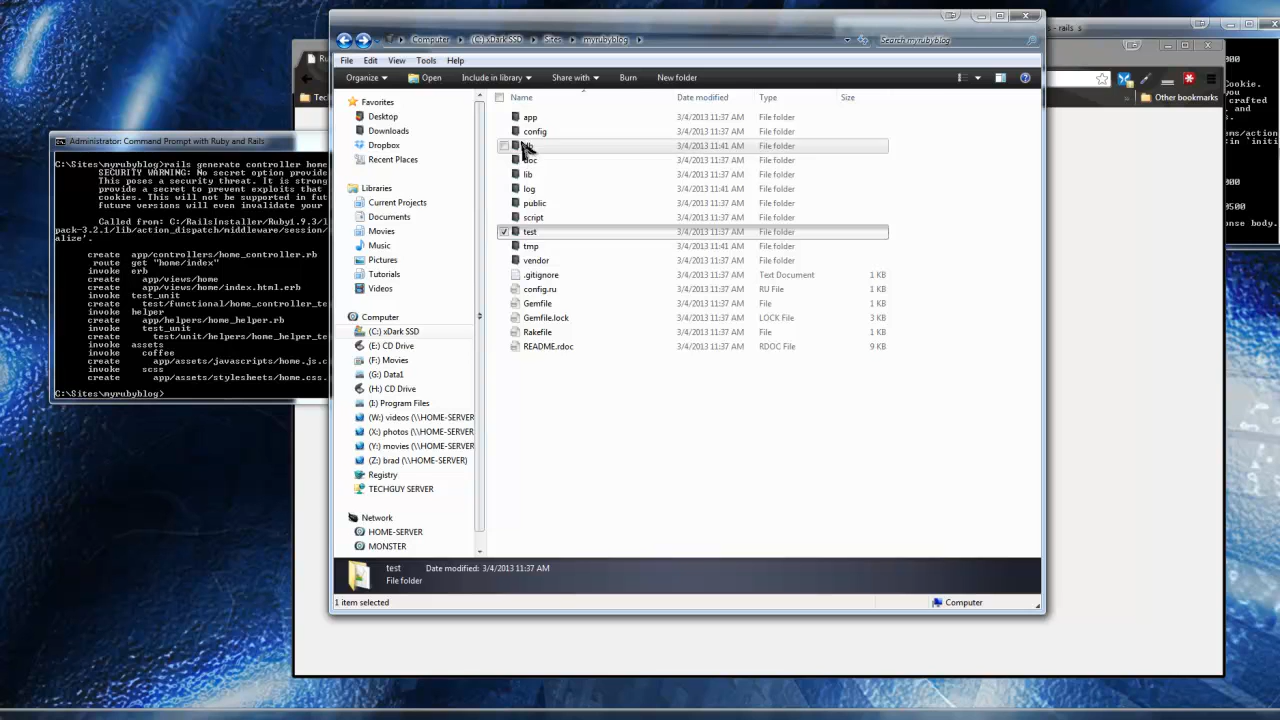 Computer (C:) xDark SSD Sites myrubyblog
Search myrubyblog
File Edit View Tools Help
Organize Open Include in library Share with Burn New folder
Name Date modified Type Size
Favorites
Desktop
Downloads
Dropbox
Recent Places
Libraries
Current Projects
Documents
Movies
Music
Pictures
Tutorials
Videos
Computer
(C:) xDark SSD
(E:) CD Drive
(F:) Movies
(G:) Data1
(H:) CD Drive
(I:) Program Files
(W:) videos (\\HOME-SERVER
(X:) photos (\\HOME-SERVER
(Y:) movies (\\HOME-SERVER
(Z:) brad (\\HOME-SERVER)
Registry
TECHGUY SERVER
Network
HOME-SERVER
MONSTER
app 3/4/2013 11:37 AM File folder
config 3/4/2013 11:37 AM File folder
3/4/2013 11:41 AM File folder
doc 3/4/2013 11:37 AM File folder
lib 3/4/2013 11:37 AM File folder
log 3/4/2013 11:41 AM File folder
public 3/4/2013 11:37 AM File folder
script 3/4/2013 11:37 AM File folder
test 3/4/2013 11:37 AM File folder
tmp 3/4/2013 11:41 AM File folder
vendor 3/4/2013 11:37 AM File folder
.gitignore 3/4/2013 11:37 AM Text Document 1 KB
config.ru 3/4/2013 11:37 AM RU File 1 KB
Gemfile 3/4/2013 11:37 AM File 1 KB
Gemfile.lock 3/4/2013 11:37 AM LOCK File 3 KB
Rakefile 3/4/2013 11:37 AM File 1 KB
README.rdoc 3/4/2013 11:37 AM RDOC File 9 KB
test Date modified: 3/4/2013 11:37 AM
File folder
1 item selected
Computer
Administrator: Command Prompt with Ruby and Rails
C:\Sites\myrubyblog>rails generate controller home
SECURITY WARNING: No secret option provide
This poses a security threat. It is strong
provide a secret to prevent exploits that
cookies. This will not be supported in fut
future versions will even invalidate your
Called from: C:/RailsInstaller/Ruby1.9.3/l
pack-3.2.1/lib/action_dispatch/middleware/session/
alize'.
create app/controllers/home_controller.rb
route get "home/index"
invoke erb
create app/views/home
create app/views/home/index.html.erb
invoke test_unit
create test/functional/home_controller_te
invoke helper
create app/helpers/home_helper.rb
invoke test_unit
create test/unit/helpers/home_helper_te
invoke assets
invoke coffee
create app/assets/javascripts/home.js.c
invoke scss
create app/assets/stylesheets/home.css.
C:\Sites\myrubyblog>
Ru
Tec
- rails s
Other bookmarks
000
Cookie.
you
crafted
and
in `initi
000
0500
onse body.